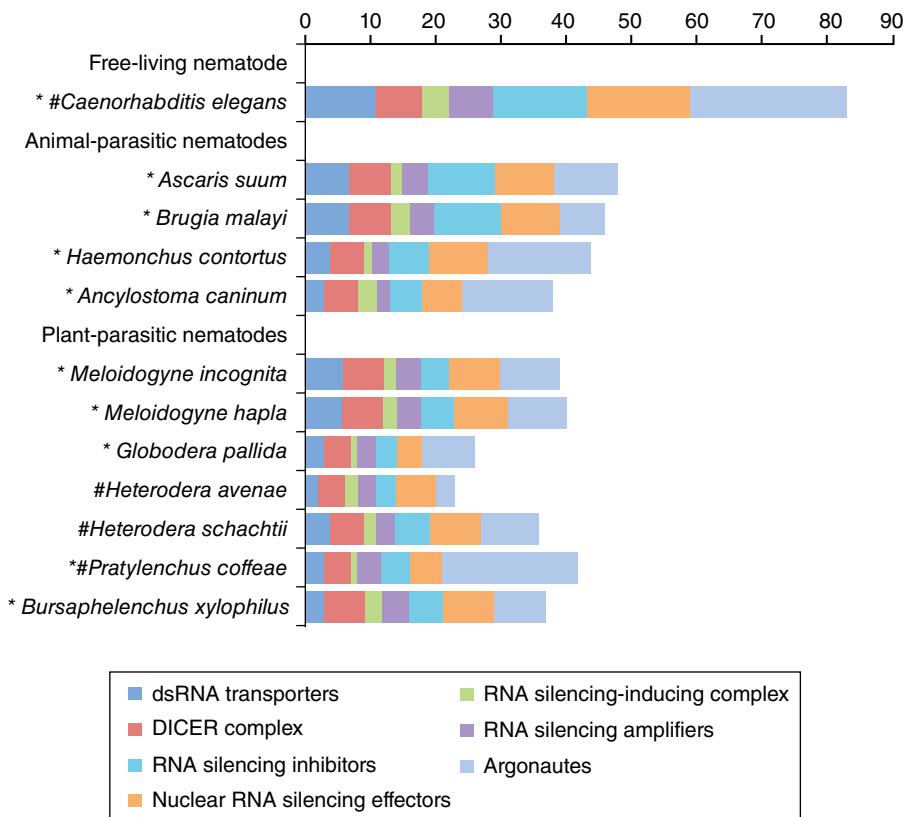 0 10 20 30 40 50 60 70 80 90
Free-living nematode
* #Caenorhabditis elegans
Animal-parasitic nematodes
* Ascaris suum
* Brugia malayi
* Haemonchus contortus
* Ancylostoma caninum
Plant-parasitic nematodes
* Meloidogyne incognita
* Meloidogyne hapla
* Globodera pallida
#Heterodera avenae
#Heterodera schachtii
*#Pratylenchus coffeae
* Bursaphelenchus xylophilus
dsRNA transporters
DICER complex
RNA silencing inhibitors
Nuclear RNA silencing effectors
RNA silencing-inducing complex
RNA silencing amplifiers
Argonautes